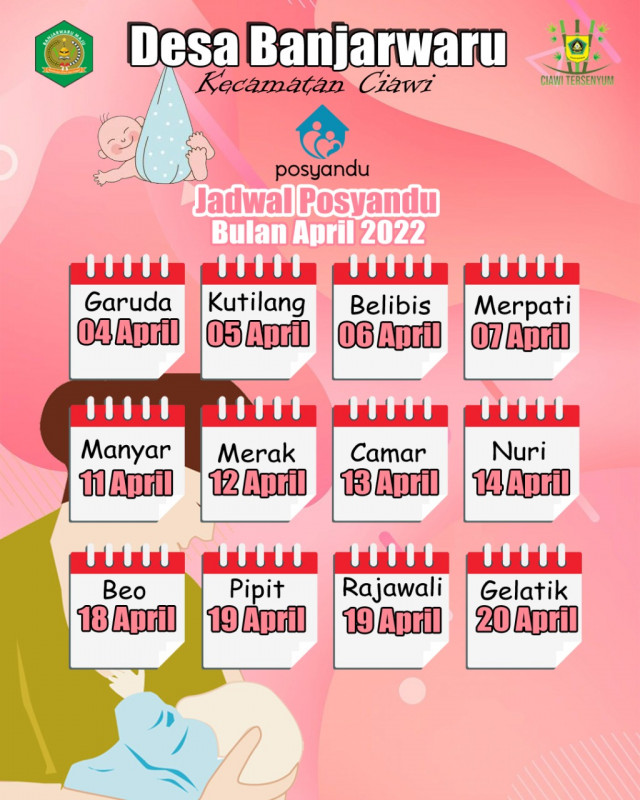 BANJARWARU MAJU
Desa Banjarwaru
Kecamatan Ciawi
CIAWI TERSENYUM
posyandu
Jadwal Posyandu
Bulan April 2022
Garuda
04 April
Kutilang
05 April
Belibis
06 April
Merpati
07 April
Manyar
11 April
Merak
12 April
Camar
13 April
Nuri
14 April
Beo
18 April
Pipit
19 April
Rajawali
19 April
Gelatik
20 April